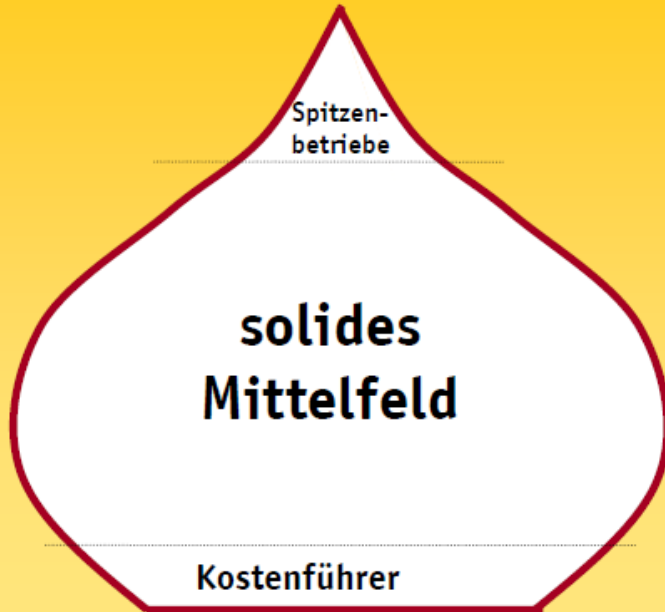 Spitzen-
betriebe
solides
Mittelfeld
Kostenführer